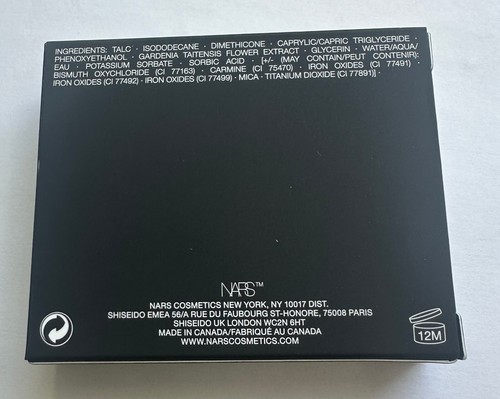 INGREDIENTS: TALC · ISODODECANE · DIMETHICONE · CAPRYLIC/CAPRIC TRIGLYCERIDE ·
PHENOXYETHANOL · GARDENIA TAITENSIS FLOWER EXTRACT · GLYCERIN · WATER/AQUA/
EAU · POTASSIUM SORBATE · SORBIC ACID · [+/- (MAY CONTAIN/PEUT CONTENIR):
BISMUTH OXYCHLORIDE (CI 77163) · CARMINE (CI 75470) · IRON OXIDES (CI 77491) ·
IRON OXIDES (CI 77492) · IRON OXIDES (CI 77499) · MICA · TITANIUM DIOXIDE (CI 77891)] ·
NARS™
NARS COSMETICS NEW YORK, NY 10017 DIST.
SHISEIDO EMEA 56/A RUE DU FAUBOURG ST-HONORE, 75008 PARIS
SHISEIDO UK LONDON WC2N 6HT
MADE IN CANADA/FABRIQUÉ AU CANADA
WWW.NARSCOSMETICS.COM
12M